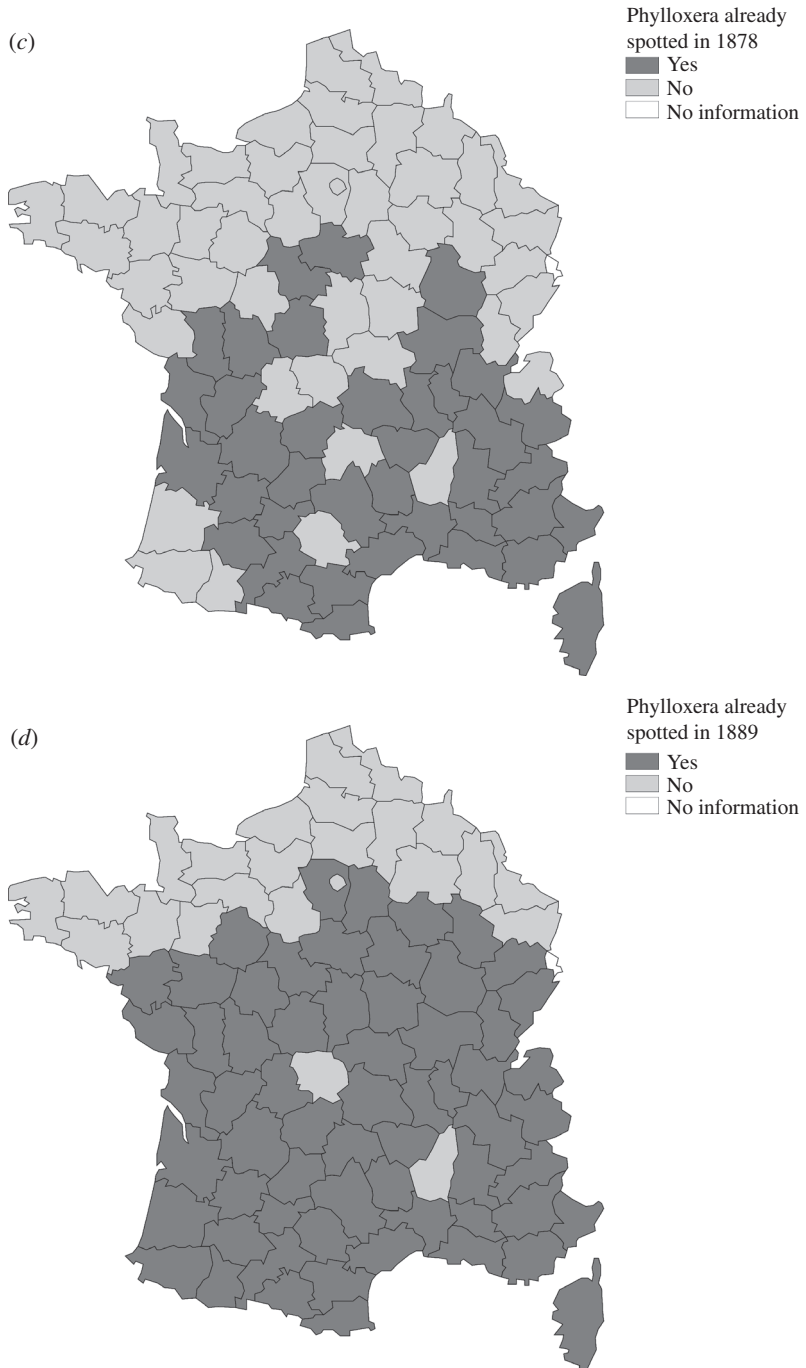 (c)
Phylloxera already
spotted in 1878
Yes
No
No information
(d)
Phylloxera already
spotted in 1889
Yes
No
No information